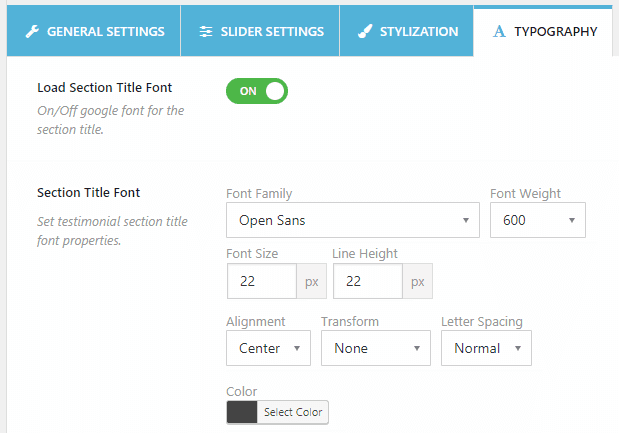 GENERAL SETTINGS
SLIDER SETTINGS
STYLIZATION
A TYPOGRAPHY
Load Section Title Font
On/Off google font for the
section title.
ON
Section Title Font
Set testimonial section title
font properties.
Font Family
Font Weight
Open Sans
600
Font Size
Line Height
22 px
22 px
Alignment
Transform
Letter Spacing
Center
None
Normal
Color
Select Color